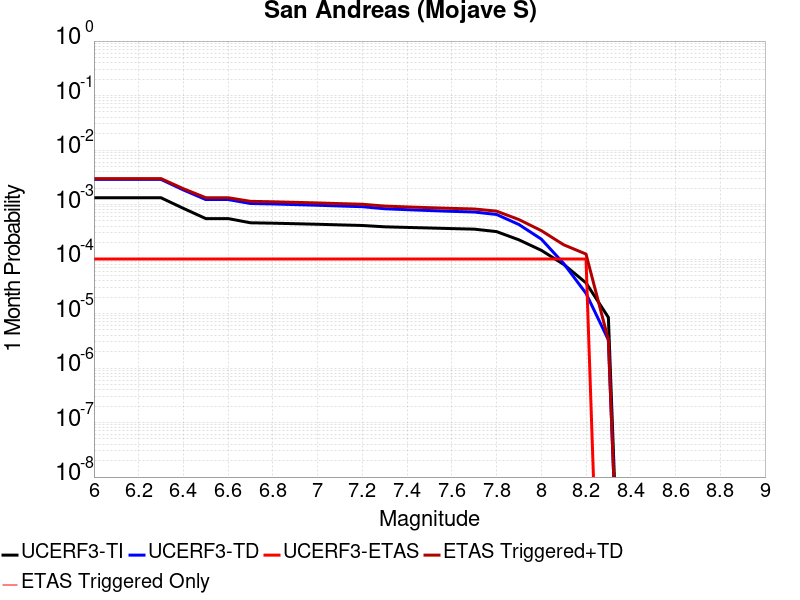 San Andreas (Mojave S)
1 Month Probability
10^0
10^-1
10^-2
10^-3
10^-4
10^-5
10^-6
10^-7
10^-8
6 6.2 6.4 6.6 6.8 7 7.2 7.4 7.6 7.8 8 8.2 8.4 8.6 8.8 9
Magnitude
UCERF3-TI UCERF3-TD UCERF3-ETAS ETAS Triggered+TD
ETAS Triggered Only